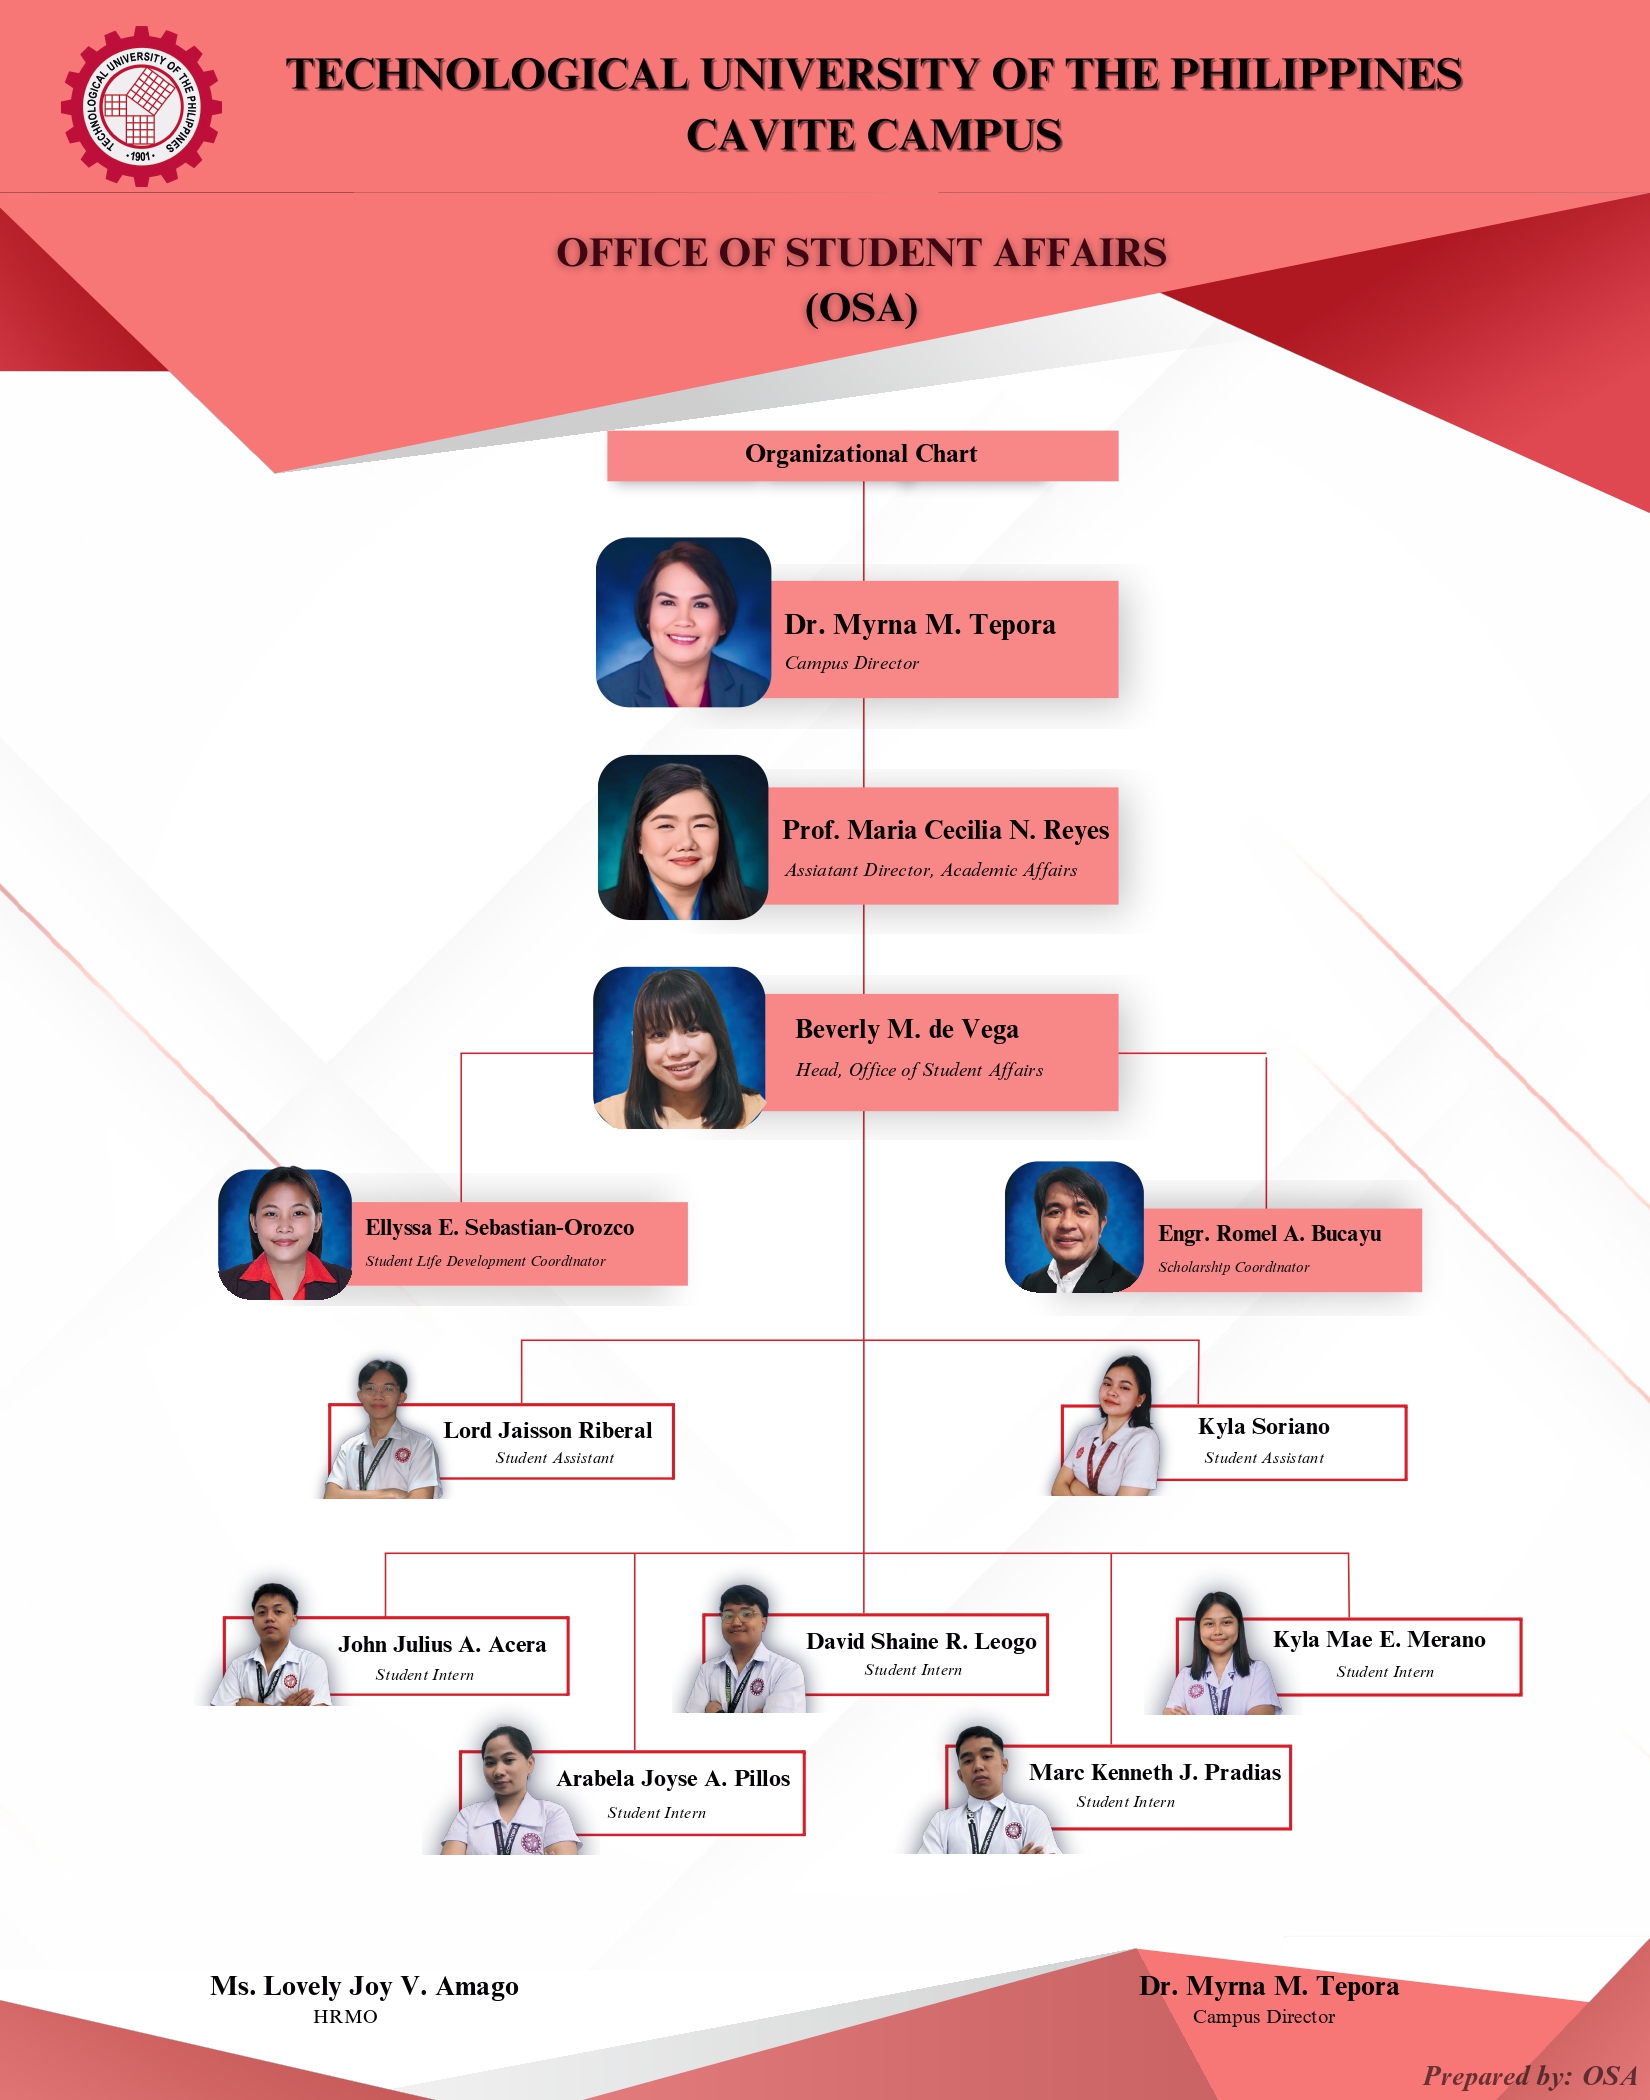 TECHNOLOGICAL UNIVERSITY OF THE PHILIPPINES
TECHNOLOGICAL UNIVERSITY OF THE PHILIPPINES
CAVITE CAMPUS
• 1901 •
OFFICE OF STUDENT AFFAIRS
(OSA)
Organizational Chart
Dr. Myrna M. Tepora
Campus Director
Prof. Maria Cecilia N. Reyes
Assiatant Director, Academic Affairs
Beverly M. de Vega
Head, Office of Student Affairs
Ellyssa E. Sebastian-Orozco
Student Life Development Coordinator
Engr. Romel A. Bucayu
Scholarship Coordinator
Lord Jaisson Riberal
Student Assistant
Kyla Soriano
Student Assistant
John Julius A. Acera
Student Intern
David Shaine R. Leogo
Student Intern
Kyla Mae E. Merano
Student Intern
Arabela Joyse A. Pillos
Student Intern
Marc Kenneth J. Pradias
Student Intern
Ms. Lovely Joy V. Amago
HRMO
Dr. Myrna M. Tepora
Campus Director
Prepared by: OSA